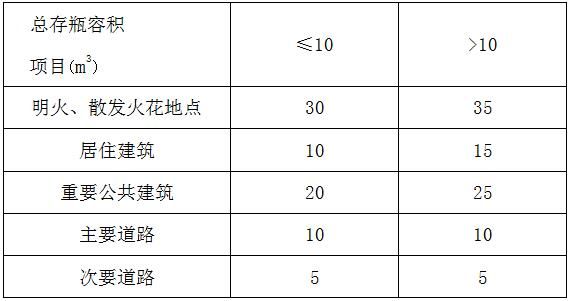 总存瓶容积
项目(m³)
≤10
>10
明火、散发火花地点 30 35
居住建筑 10 15
重要公共建筑 20 25
主要道路 10 10
次要道路 5 5